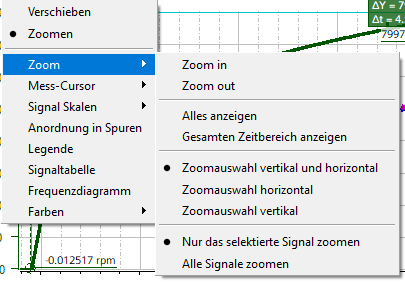 Verschieben
Zoomen
Zoom
Mess-Cursor
Signal Skalen
Anordnung in Spuren
Legende
Signaltabelle
Frequenzdiagramm
Farben
Zoom in
Zoom out
Alles anzeigen
Gesamten Zeitbereich anzeigen
Zoomauswahl vertikal und horizontal
Zoomauswahl horizontal
Zoomauswahl vertikal
Nur das selektierte Signal zoomen
Alle Signale zoomen
ΔY = 7
Δt = 4.
7997
-0.012517 rpm